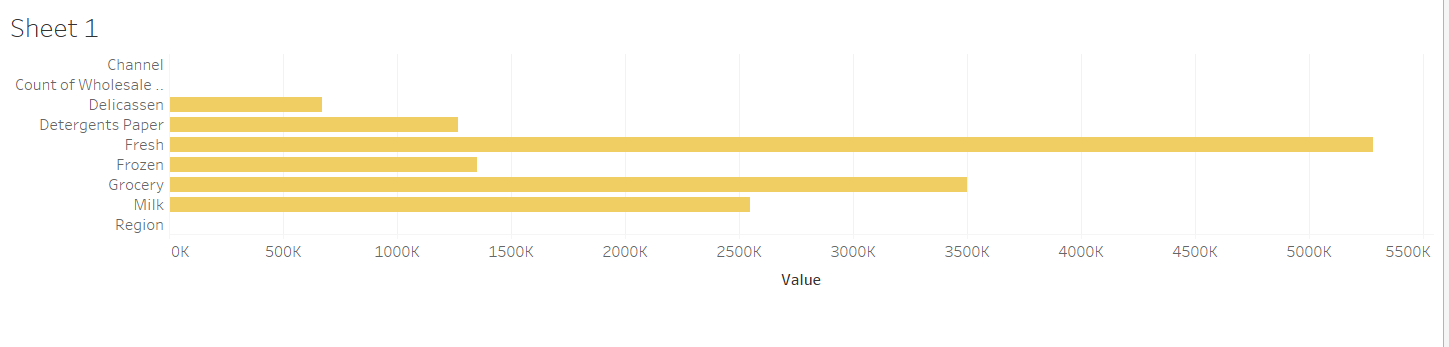 Sheet 1
Channel
Count of Wholesale ..
Delicassen
Detergents Paper
Fresh
Frozen
Grocery
Milk
Region
0K 500K 1000K 1500K 2000K 2500K 3000K 3500K 4000K 4500K 5000K 5500K
Value